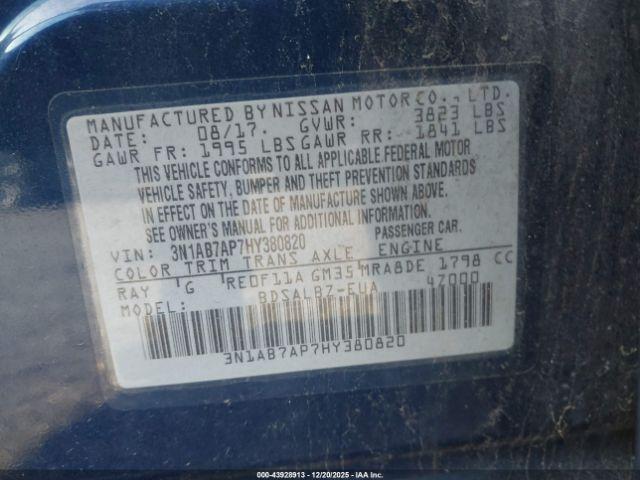 MANUFACTURED BY NISSAN MOTOR CO., LTD.
DATE: 08/17. GVWR: 3823 LBS
GAWR FR: 1995 LBS GAWR RR: 1841 LBS
THIS VEHICLE CONFORMS TO ALL APPLICABLE FEDERAL MOTOR
VEHICLE SAFETY, BUMPER AND THEFT PREVENTION STANDARDS
IN EFFECT ON THE DATE OF MANUFACTURE SHOWN ABOVE.
SEE OWNER'S MANUAL FOR ADDITIONAL INFORMATION.
VIN: 3N1AB7AP7HY380820 PASSENGER CAR.
COLOR TRIM TRANS AXLE ENGINE
RAY G RE0F11A GM35 MRA8DE 1798 CC
MODEL: BDSALB7-EUA 47000
3N1AB7AP7HY380820
000-43928913 - 12/20/2025 - IAA Inc.